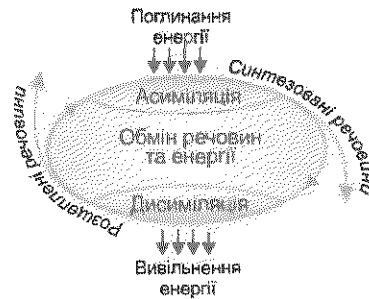 Поглинання
енергії
Асиміляція
Синтезовані речовини
Обмін речовин
та енергії
Розщеплені речовини
Дисиміляція
Вивільнення
енергії